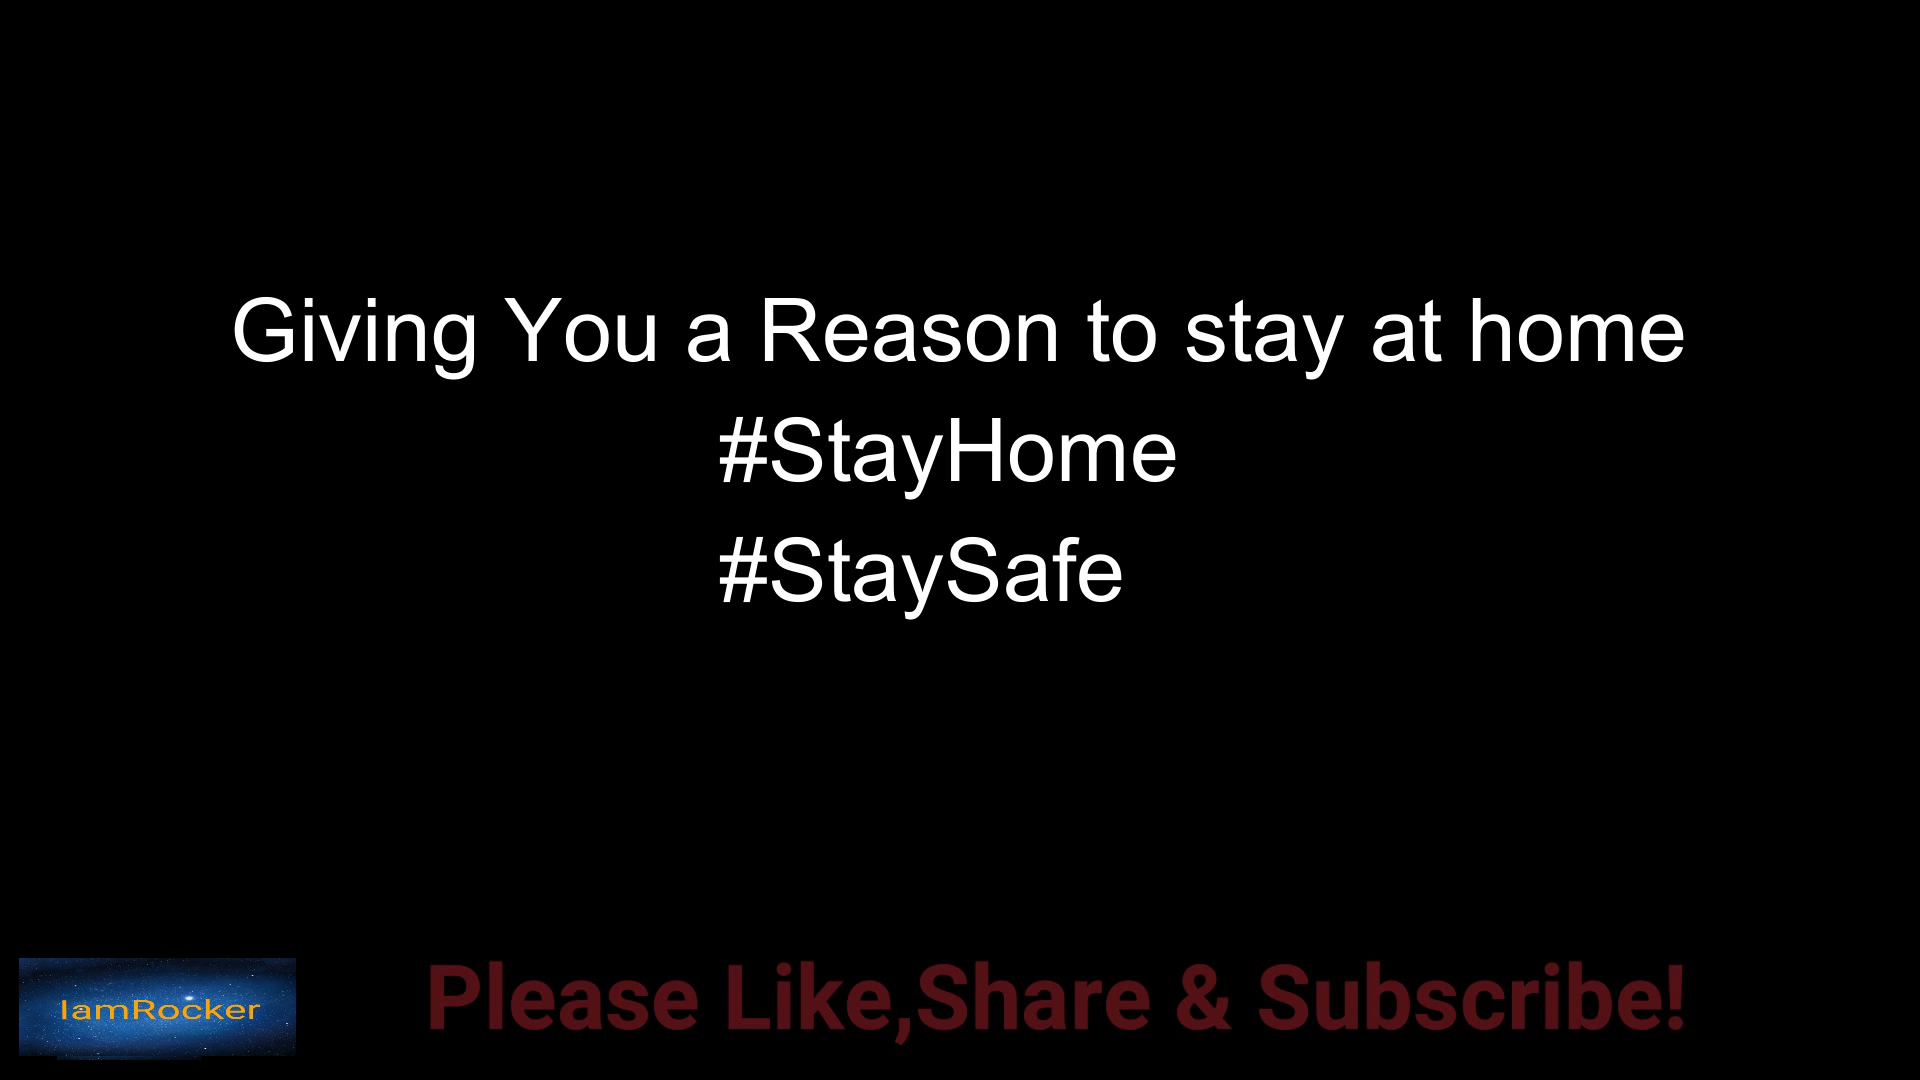 Giving You a Reason to stay at home
#StayHome
#StaySafe
IamRocker
Please Like,Share & Subscribe!